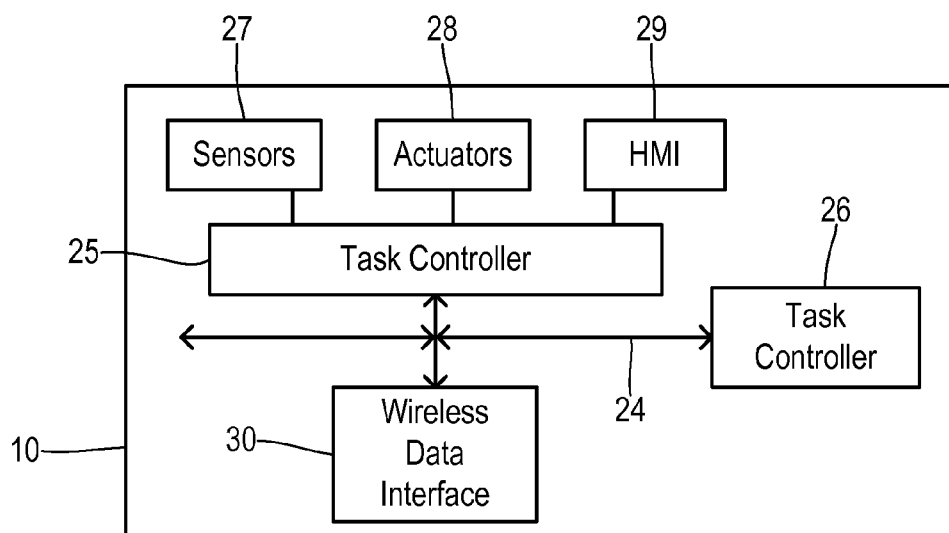 27
28
29
Sensors
Actuators
HMI
26
25
Task Controller
Task
Controller
24
Wireless
Data
Interface
30
10